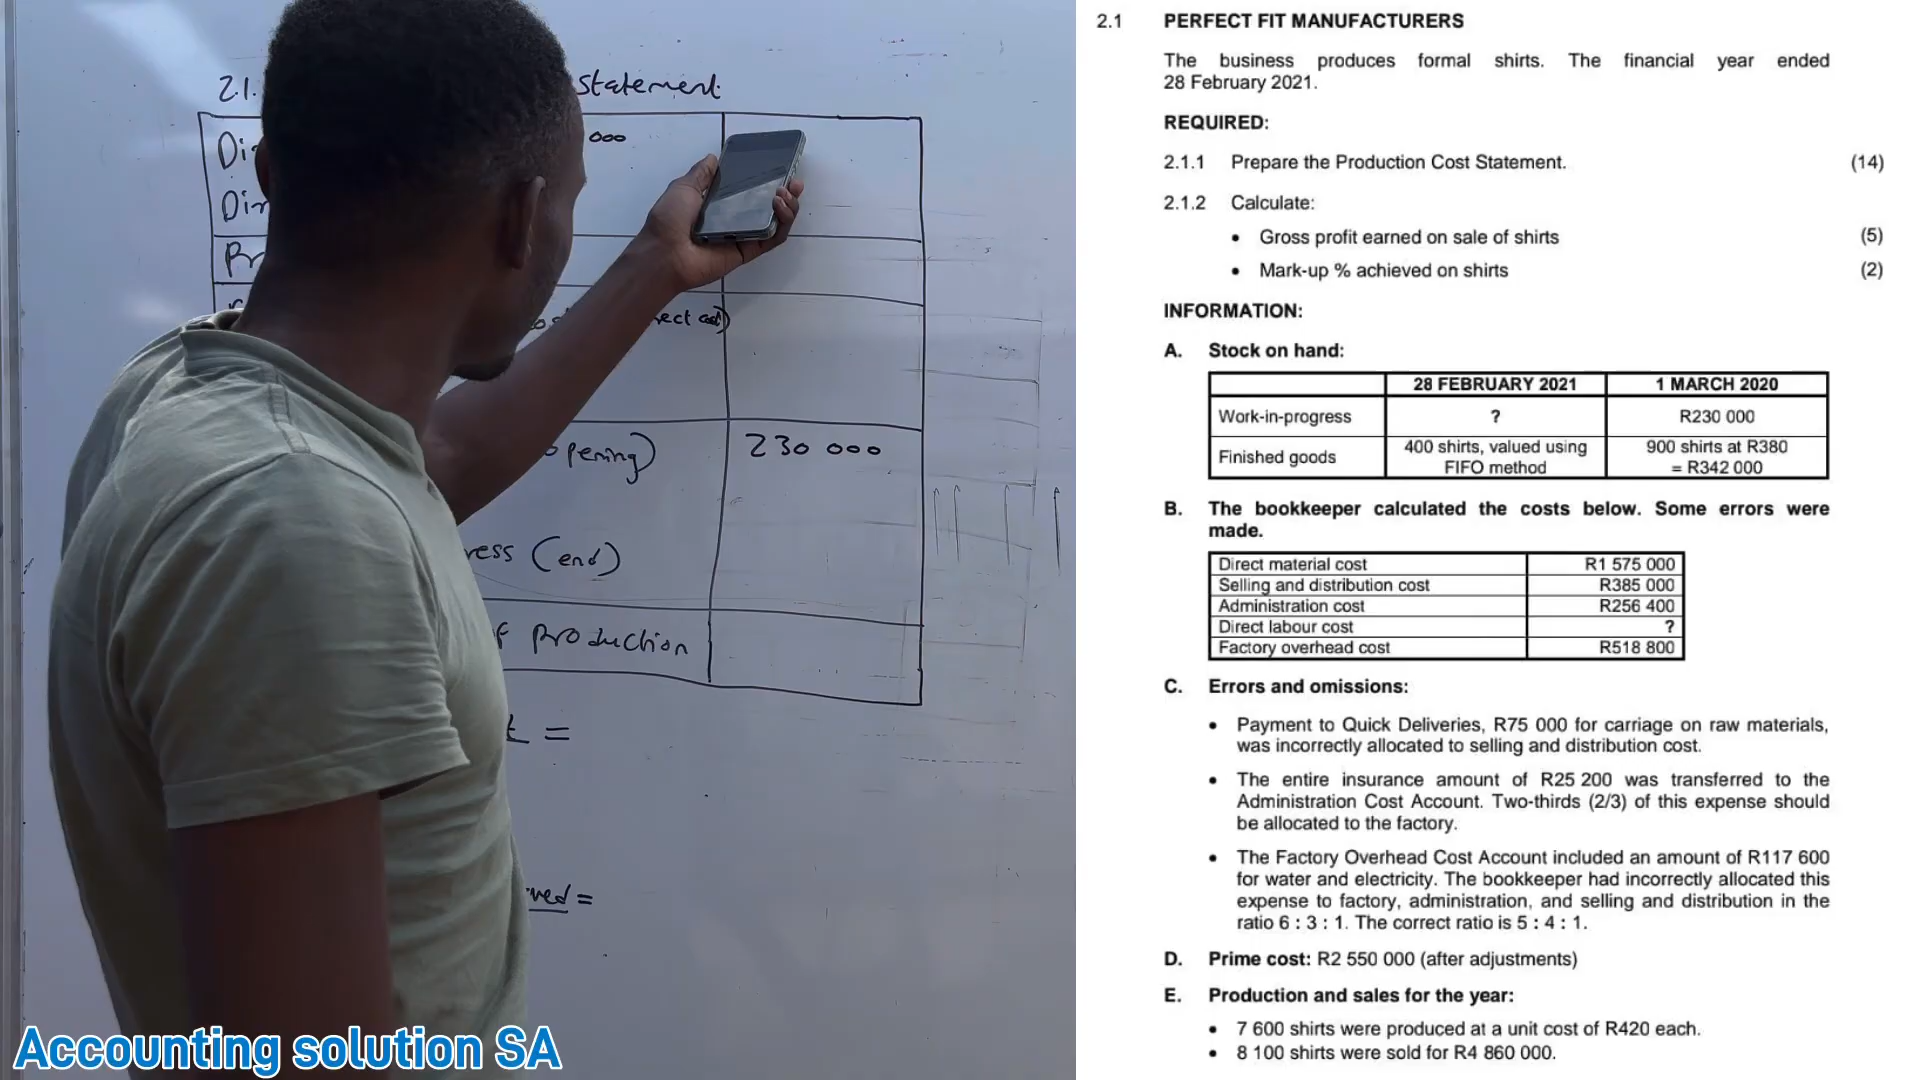 2.1.
statement
Di
000
Dir
Pr
ect cost)
opening)
230 000
ress (end)
of production
t =
ved =
Accounting solution SA
2.1 PERFECT FIT MANUFACTURERS
The business produces formal shirts. The financial year ended
28 February 2021.
REQUIRED:
2.1.1 Prepare the Production Cost Statement. (14)
2.1.2 Calculate:
• Gross profit earned on sale of shirts (5)
• Mark-up % achieved on shirts (2)
INFORMATION:
A. Stock on hand:
28 FEBRUARY 2021 1 MARCH 2020
Work-in-progress ? R230 000
Finished goods 400 shirts, valued using FIFO method 900 shirts at R380 = R342 000
B. The bookkeeper calculated the costs below. Some errors were
made.
Direct material cost R1 575 000
Selling and distribution cost R385 000
Administration cost R256 400
Direct labour cost ?
Factory overhead cost R518 800
C. Errors and omissions:
• Payment to Quick Deliveries, R75 000 for carriage on raw materials,
was incorrectly allocated to selling and distribution cost.
• The entire insurance amount of R25 200 was transferred to the
Administration Cost Account. Two-thirds (2/3) of this expense should
be allocated to the factory.
• The Factory Overhead Cost Account included an amount of R117 600
for water and electricity. The bookkeeper had incorrectly allocated this
expense to factory, administration, and selling and distribution in the
ratio 6 : 3 : 1. The correct ratio is 5 : 4 : 1.
D. Prime cost: R2 550 000 (after adjustments)
E. Production and sales for the year:
• 7 600 shirts were produced at a unit cost of R420 each.
• 8 100 shirts were sold for R4 860 000.